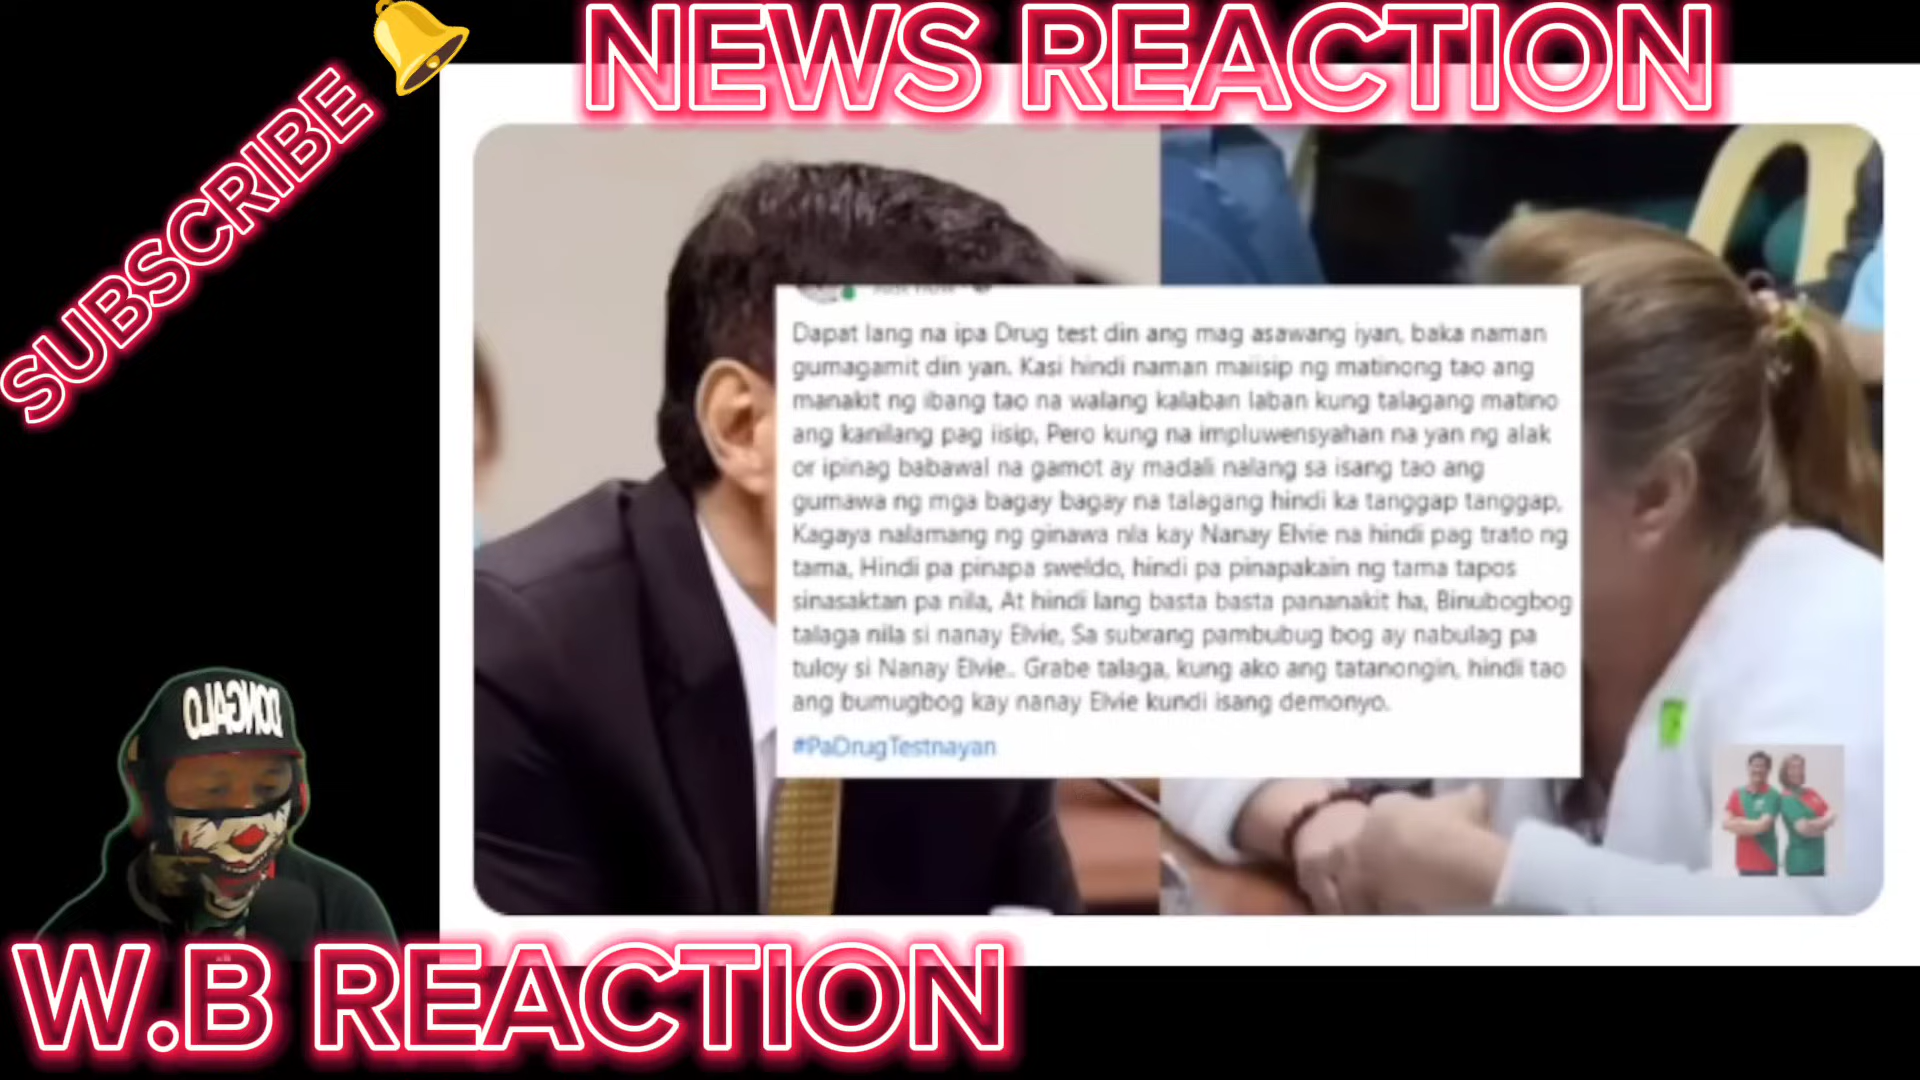 NEWS REACTION
SUBSCRIBE
Dapat lang na ipa Drug test din ang mag asawang iyan, baka naman
gumagamit din yan. Kasi hindi naman maiisip ng matinong tao ang
manakit ng ibang tao na walang kalaban laban kung talagang matino
ang kanilang pag iisip, Pero kung na impluwensyahan na yan ng alak
or ipinag babawal na gamot ay madali nalang sa isang tao ang
gumawa ng mga bagay bagay na talagang hindi ka tanggap tanggap,
Kagaya nalamang ng ginawa nla kay Nanay Elvie na hindi pag trato ng
tama, Hindi pa pinapa sweldo, hindi pa pinapakain ng tama tapos
sinasaktan pa nila, At hindi lang basta basta pananakit ha, Binubogbog
talaga nila si nanay Elvie, Sa subrang pambubug bog ay nabulag pa
tuloy si Nanay Elvie.. Grabe talaga, kung ako ang tatanongin, hindi tao
ang bumugbog kay nanay Elvie kundi isang demonyo.
#PaDrugTestnayan
DONGALO
W.B REACTION